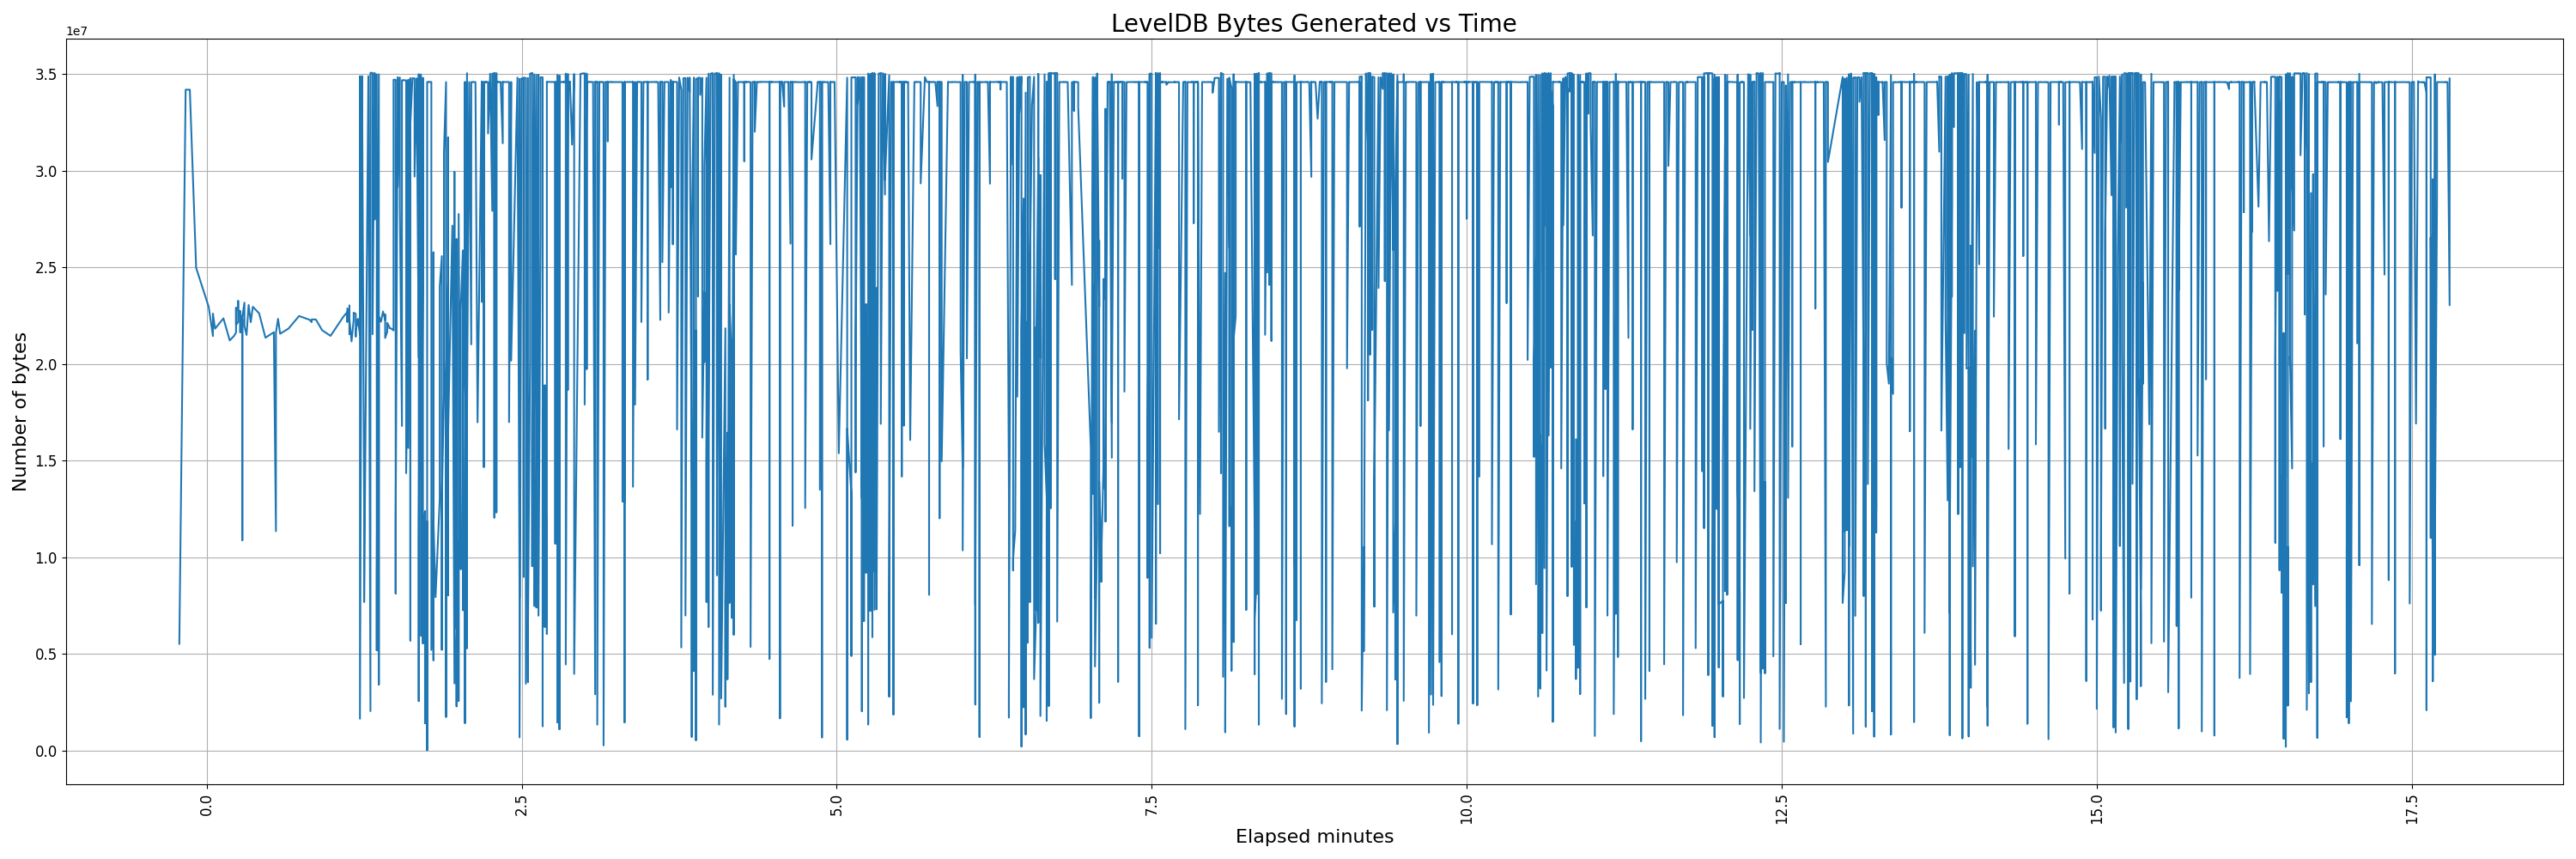 LevelDB Bytes Generated vs Time
1e7
3.5
3.0
2.5
2.0
1.5
1.0
0.5
0.0
Number of bytes
0.0 2.5 5.0 7.5 10.0 12.5 15.0 17.5
Elapsed minutes